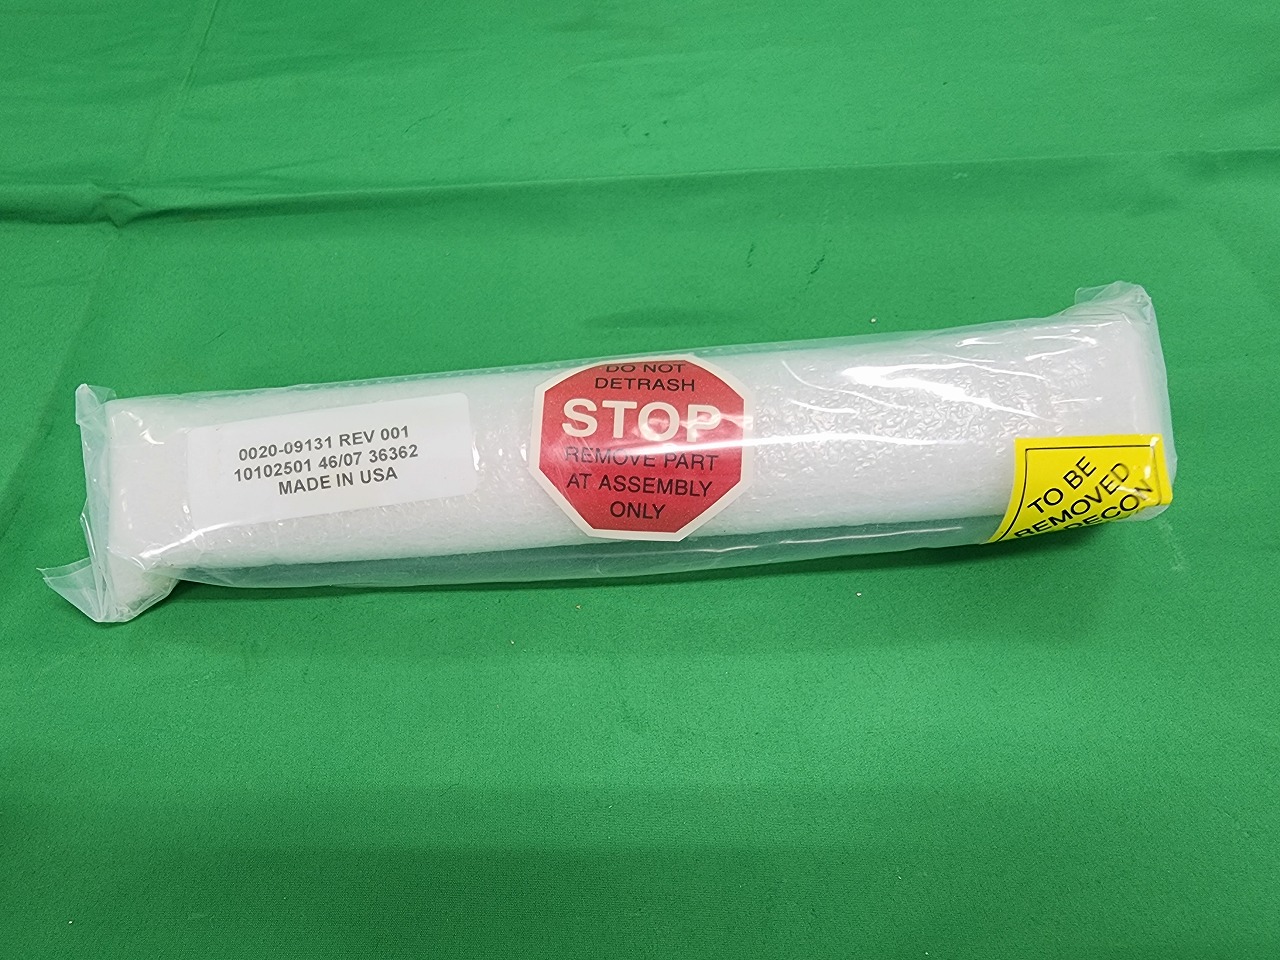 0020-09131 REV 001
10102501 46/07 36362
MADE IN USA
DO NOT
DETRASH
STOP
REMOVE PART
AT ASSEMBLY
ONLY
TO BE
REMOVED
DECON